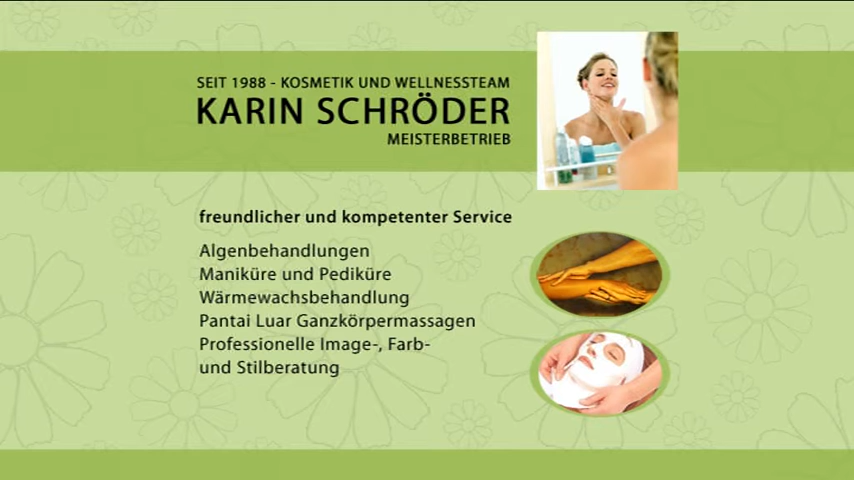 SEIT 1988 - KOSMETIK UND WELLNESSTEAM
KARIN SCHRÖDER
MEISTERBETRIEB
freundlicher und kompetenter Service
Algenbehandlungen
Maniküre und Pediküre
Wärmewachsbehandlung
Pantai Luar Ganzkörpermassagen
Professionelle Image-, Farb-
und Stilberatung